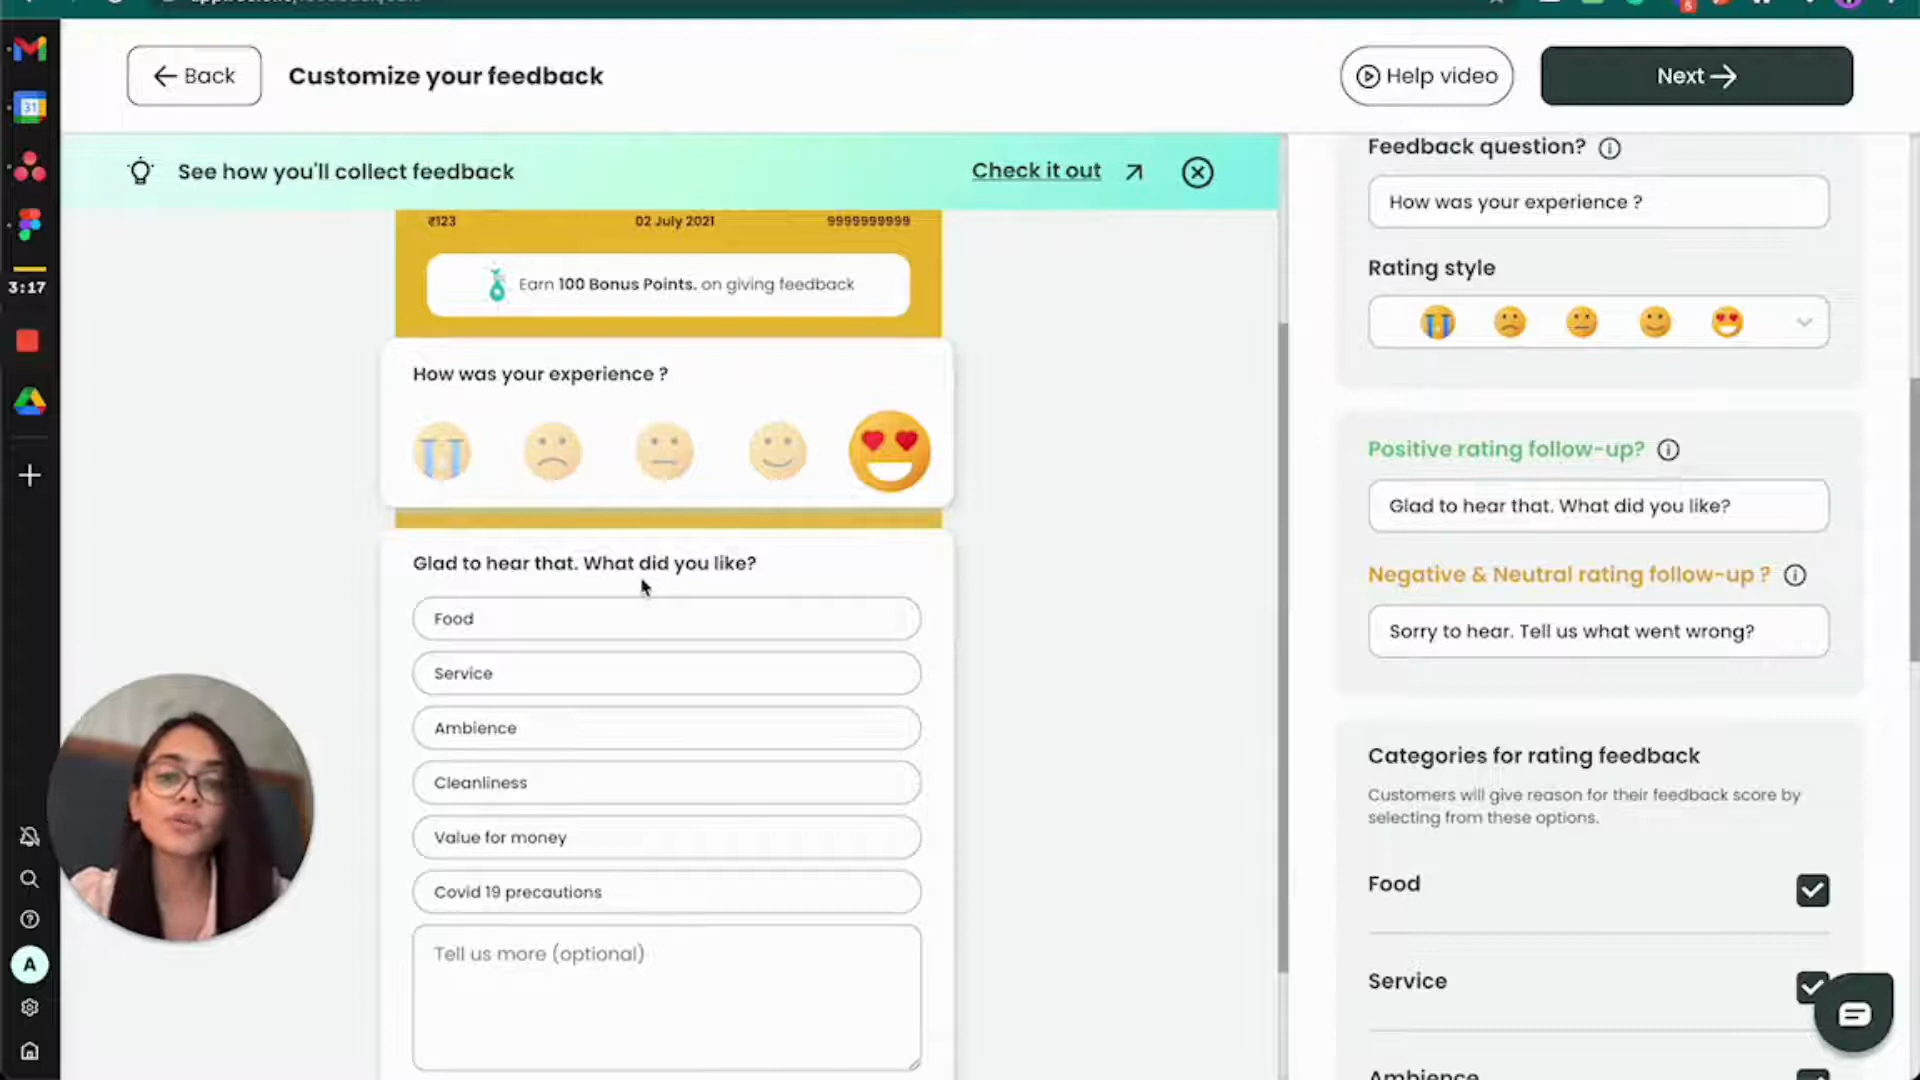 Back
Customize your feedback
Help video
Next
31
See how you'll collect feedback
Check it out
3:17
₹123
02 July 2021
9999999999
Earn 100 Bonus Points. on giving feedback
How was your experience ?
Glad to hear that. What did you like?
Food
Service
Ambience
Cleanliness
Value for money
Covid 19 precautions
Tell us more (optional)
A
Feedback question?
How was your experience ?
Rating style
Positive rating follow-up?
Glad to hear that. What did you like?
Negative & Neutral rating follow-up ?
Sorry to hear. Tell us what went wrong?
Categories for rating feedback
Customers will give reason for their feedback score by
selecting from these options.
Food
Service
Ambience